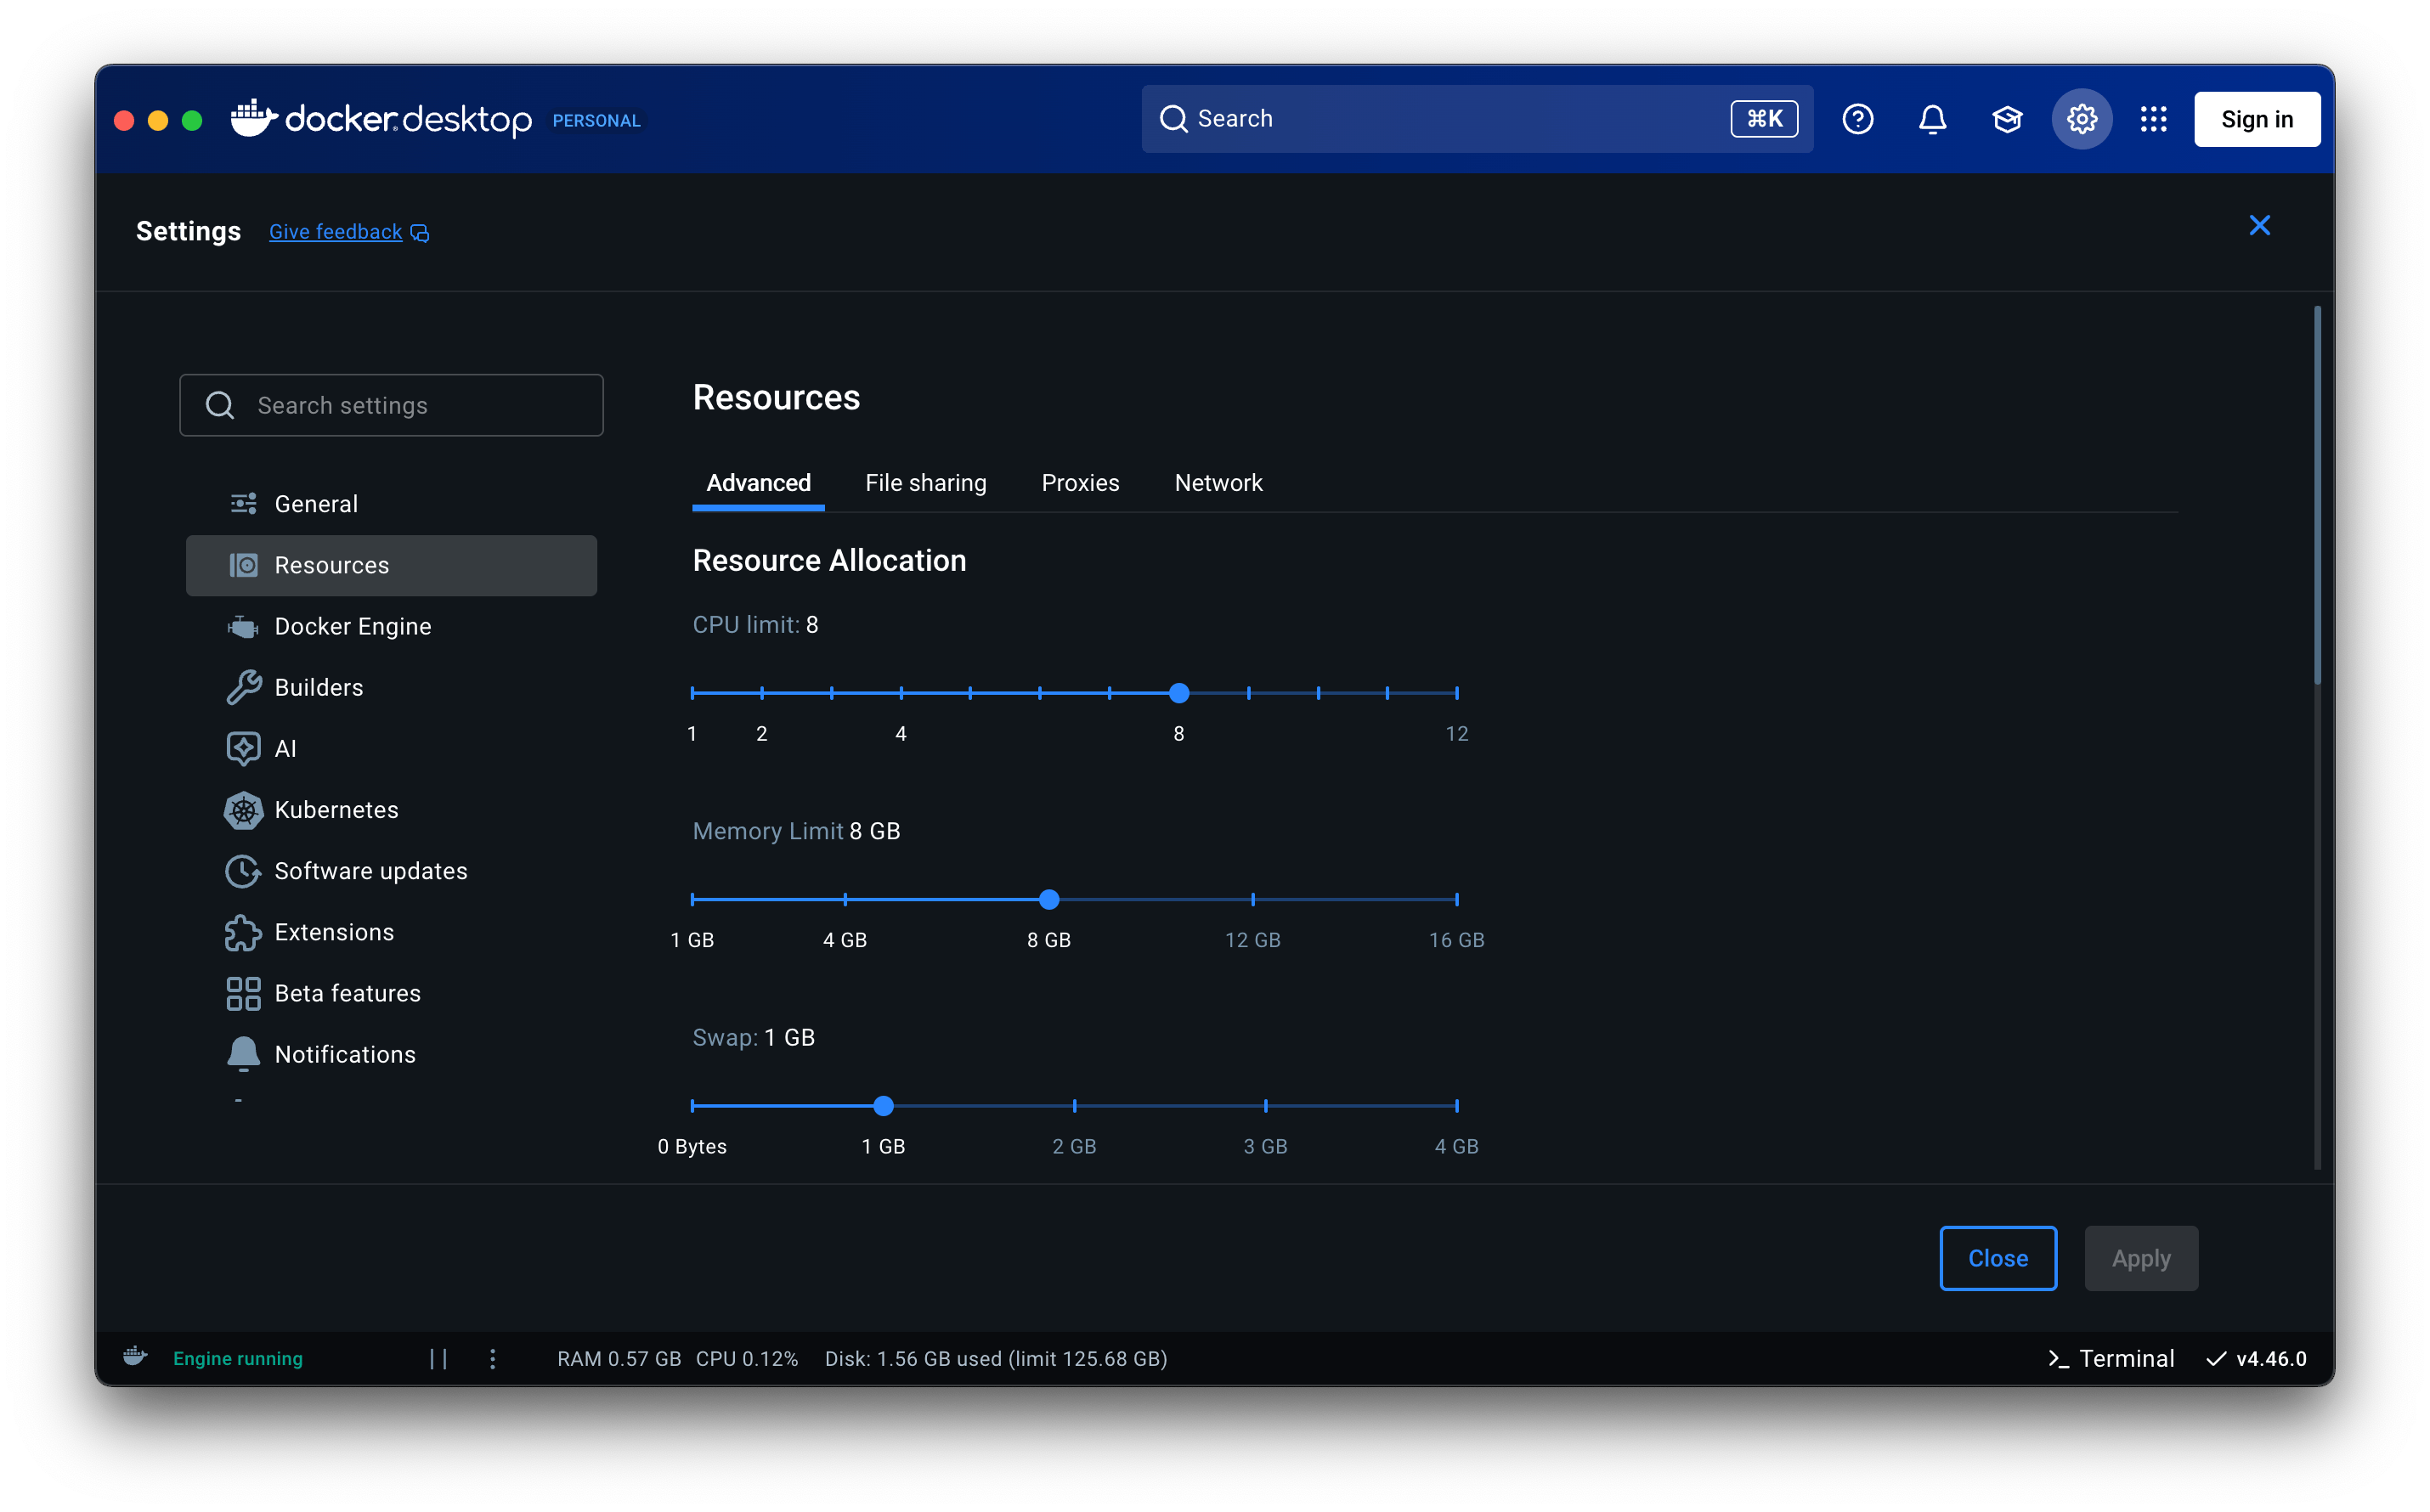 docker desktop PERSONAL
Search ⌘K
Sign in
Settings Give feedback
Search settings
General
Resources
Docker Engine
Builders
AI
Kubernetes
Software updates
Extensions
Beta features
Notifications
Resources
Advanced File sharing Proxies Network
Resource Allocation
CPU limit: 8
1 2 4 8 12
Memory Limit 8 GB
1 GB 4 GB 8 GB 12 GB 16 GB
Swap: 1 GB
0 Bytes 1 GB 2 GB 3 GB 4 GB
Close Apply
Engine running RAM 0.57 GB CPU 0.12% Disk: 1.56 GB used (limit 125.68 GB) Terminal v4.46.0